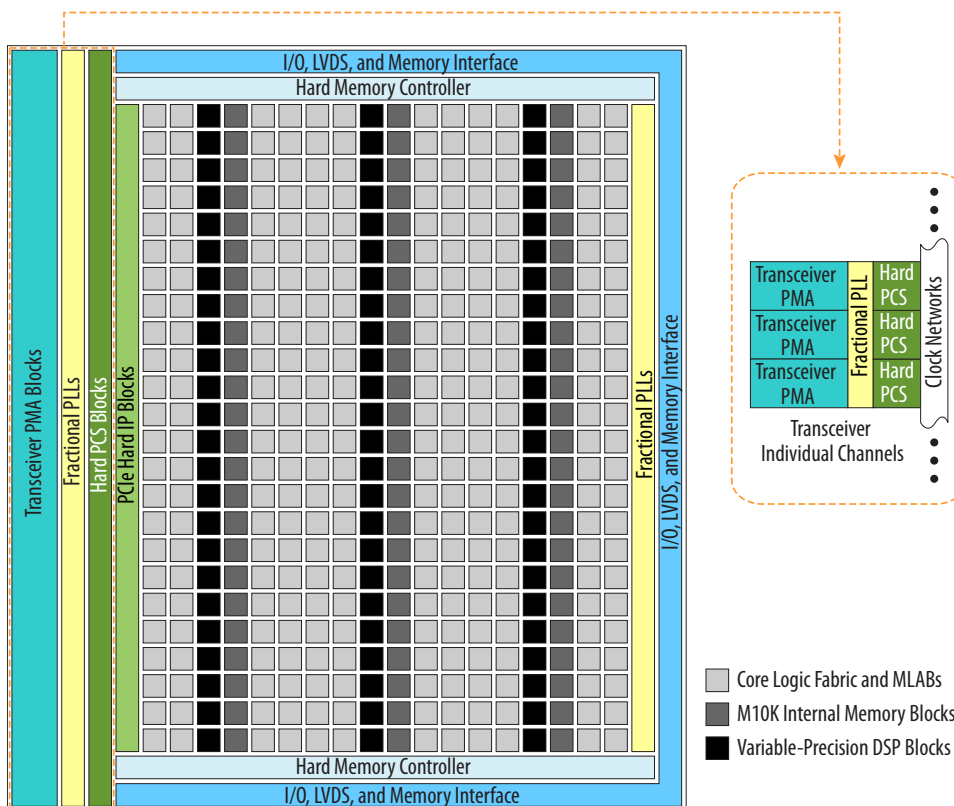 I/O, LVDS, and Memory Interface
Hard Memory Controller
Transceiver PMA Blocks
Fractional PLLs
Hard PCS Blocks
PCIe Hard IP Blocks
Fractional PLLs
I/O, LVDS, and Memory Interface
Hard Memory Controller
I/O, LVDS, and Memory Interface
Transceiver
PMA
Transceiver
PMA
Transceiver
PMA
Fractional PLL
Hard
PCS
Hard
PCS
Hard
PCS
Clock Networks
Transceiver
Individual Channels
Core Logic Fabric and MLABs
M10K Internal Memory Blocks
Variable-Precision DSP Blocks